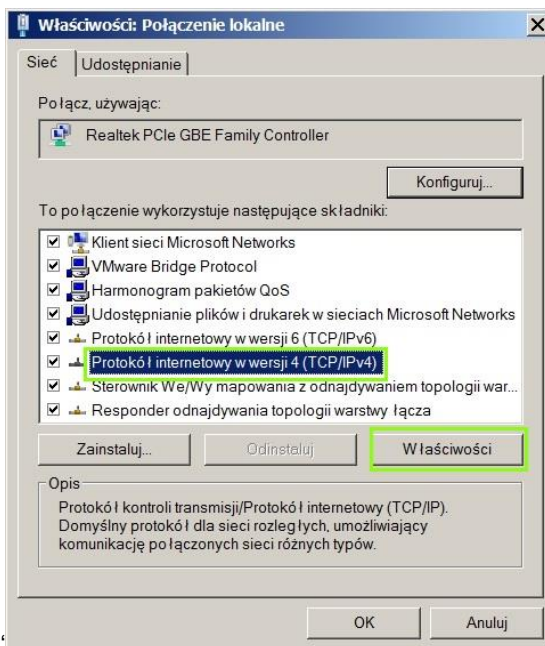 Właściwości: Połączenie lokalne
Sieć
Udostępnianie
Połącz, używając:
Realtek PCIe GBE Family Controller
Konfiguruj...
To połączenie wykorzystuje następujące składniki:
Klient sieci Microsoft Networks
VMware Bridge Protocol
Harmonogram pakietów QoS
Udostępnianie plików i drukarek w sieciach Microsoft Networks
Protokół internetowy w wersji 6 (TCP/IPv6)
Protokół internetowy w wersji 4 (TCP/IPv4)
Sterownik We/Wy mapowania z odnajdywaniem topologii war...
Responder odnajdywania topologii warstwy łącza
Zainstaluj...
Odinstaluj
Właściwości
Opis
Protokół kontroli transmisji/Protokół internetowy (TCP/IP).
Domyślny protokół dla sieci rozległych, umożliwiający
komunikację połączonych sieci różnych typów.
OK
Anuluj